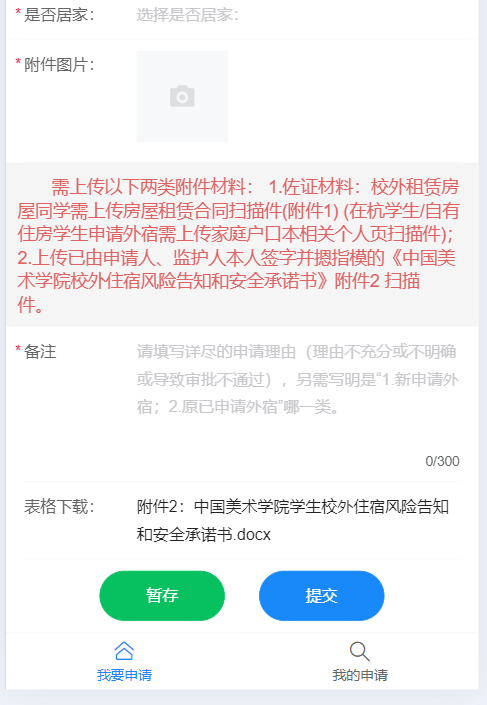 * 是否居家： 选择是否居家：
* 附件图片：
需上传以下两类附件材料： 1.佐证材料：校外租赁房
屋同学需上传房屋租赁合同扫描件(附件1) (在杭学生/自有
住房学生申请外宿需上传家庭户口本相关个人页扫描件)；
2.上传已由申请人、监护人本人签字并摁指模的《中国美
术学院校外住宿风险告知和安全承诺书》附件2 扫描
件。
* 备注 请填写详尽的申请理由（理由不充分或不明确
或导致审批不通过），另需写明是“1.新申请外
宿；2.原已申请外宿”哪一类。
0/300
表格下载： 附件2：中国美术学院学生校外住宿风险告知
和安全承诺书.docx
暂存 提交
我要申请 我的申请